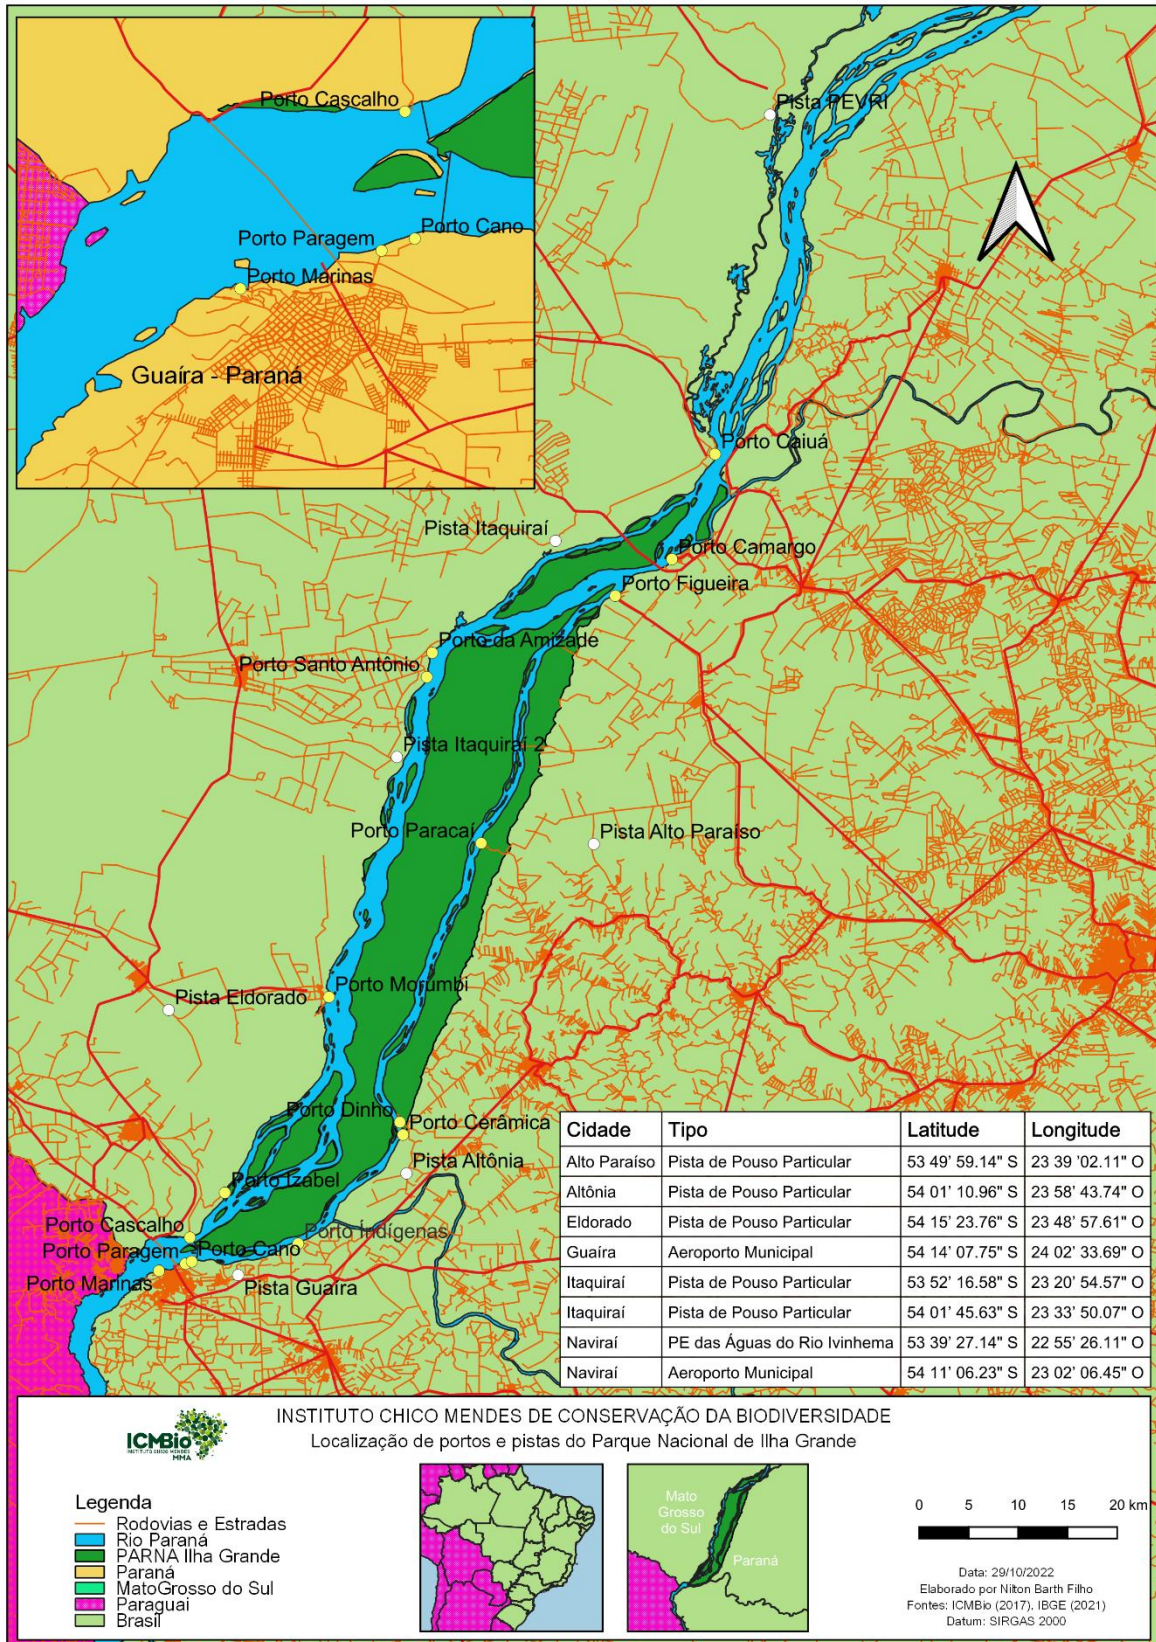 Porto Cascalho
Porto Cano
Porto Paragem
Porto Marinas
Guaíra - Paraná
Pista PEVRI
Porto Caiuá
Pista Itaquiraí
Porto Camargo
Porto Figueira
Porto da Amizade
Porto Santo Antônio
Pista Itaquiraí 2
Porto Paracaí
Pista Alto Paraíso
Porto Morumbi
Pista Eldorado
Porto Dinho
Porto Cerâmica
Pista Altônia
Porto Izabel
Porto Cascalho
Porto Indígenas
Porto Paragem
Porto Cano
Porto Marinas
Pista Guaíra
Cidade Tipo Latitude Longitude
Alto Paraíso Pista de Pouso Particular 53 49' 59.14" S 23 39 '02.11" O
Altônia Pista de Pouso Particular 54 01' 10.96" S 23 58' 43.74" O
Eldorado Pista de Pouso Particular 54 15' 23.76" S 23 48' 57.61" O
Guaíra Aeroporto Municipal 54 14' 07.75" S 24 02' 33.69" O
Itaquiraí Pista de Pouso Particular 53 52' 16.58" S 23 20' 54.57" O
Itaquiraí Pista de Pouso Particular 54 01' 45.63" S 23 33' 50.07" O
Naviraí PE das Águas do Rio Ivinhema 53 39' 27.14" S 22 55' 26.11" O
Naviraí Aeroporto Municipal 54 11' 06.23" S 23 02' 06.45" O
INSTITUTO CHICO MENDES DE CONSERVAÇÃO DA BIODIVERSIDADE
Localização de portos e pistas do Parque Nacional de Ilha Grande
ICMBio
INSTITUTO CHICO MENDES
MMA
Legenda
Rodovias e Estradas
Rio Paraná
PARNA Ilha Grande
Paraná
MatoGrosso do Sul
Paraguai
Brasil
Mato
Grosso
do Sul
Paraná
0 5 10 15 20 km
Data: 29/10/2022
Elaborado por Nilton Barth Filho
Fontes: ICMBio (2017). IBGE (2021)
Datum: SIRGAS 2000